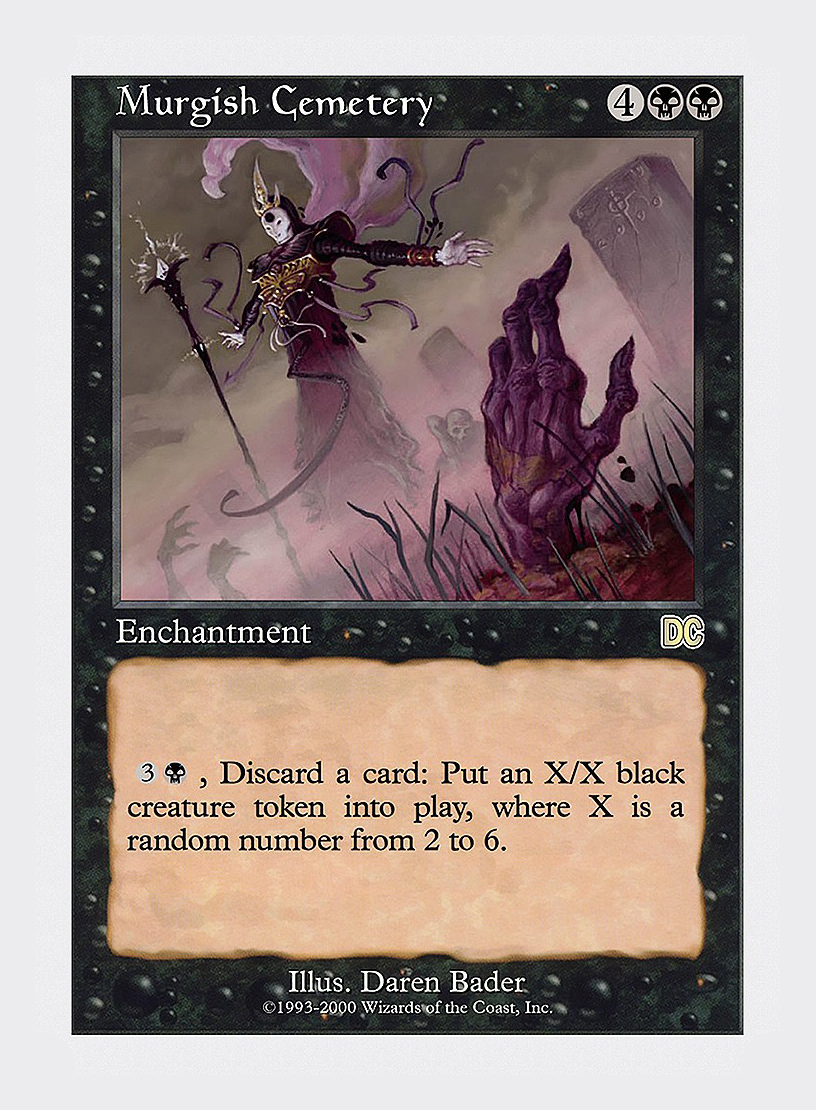 Murgish Cemetery 4
Enchantment DC
3 , Discard a card: Put an X/X black
creature token into play, where X is a
random number from 2 to 6.
Illus. Daren Bader
©1993-2000 Wizards of the Coast, Inc.